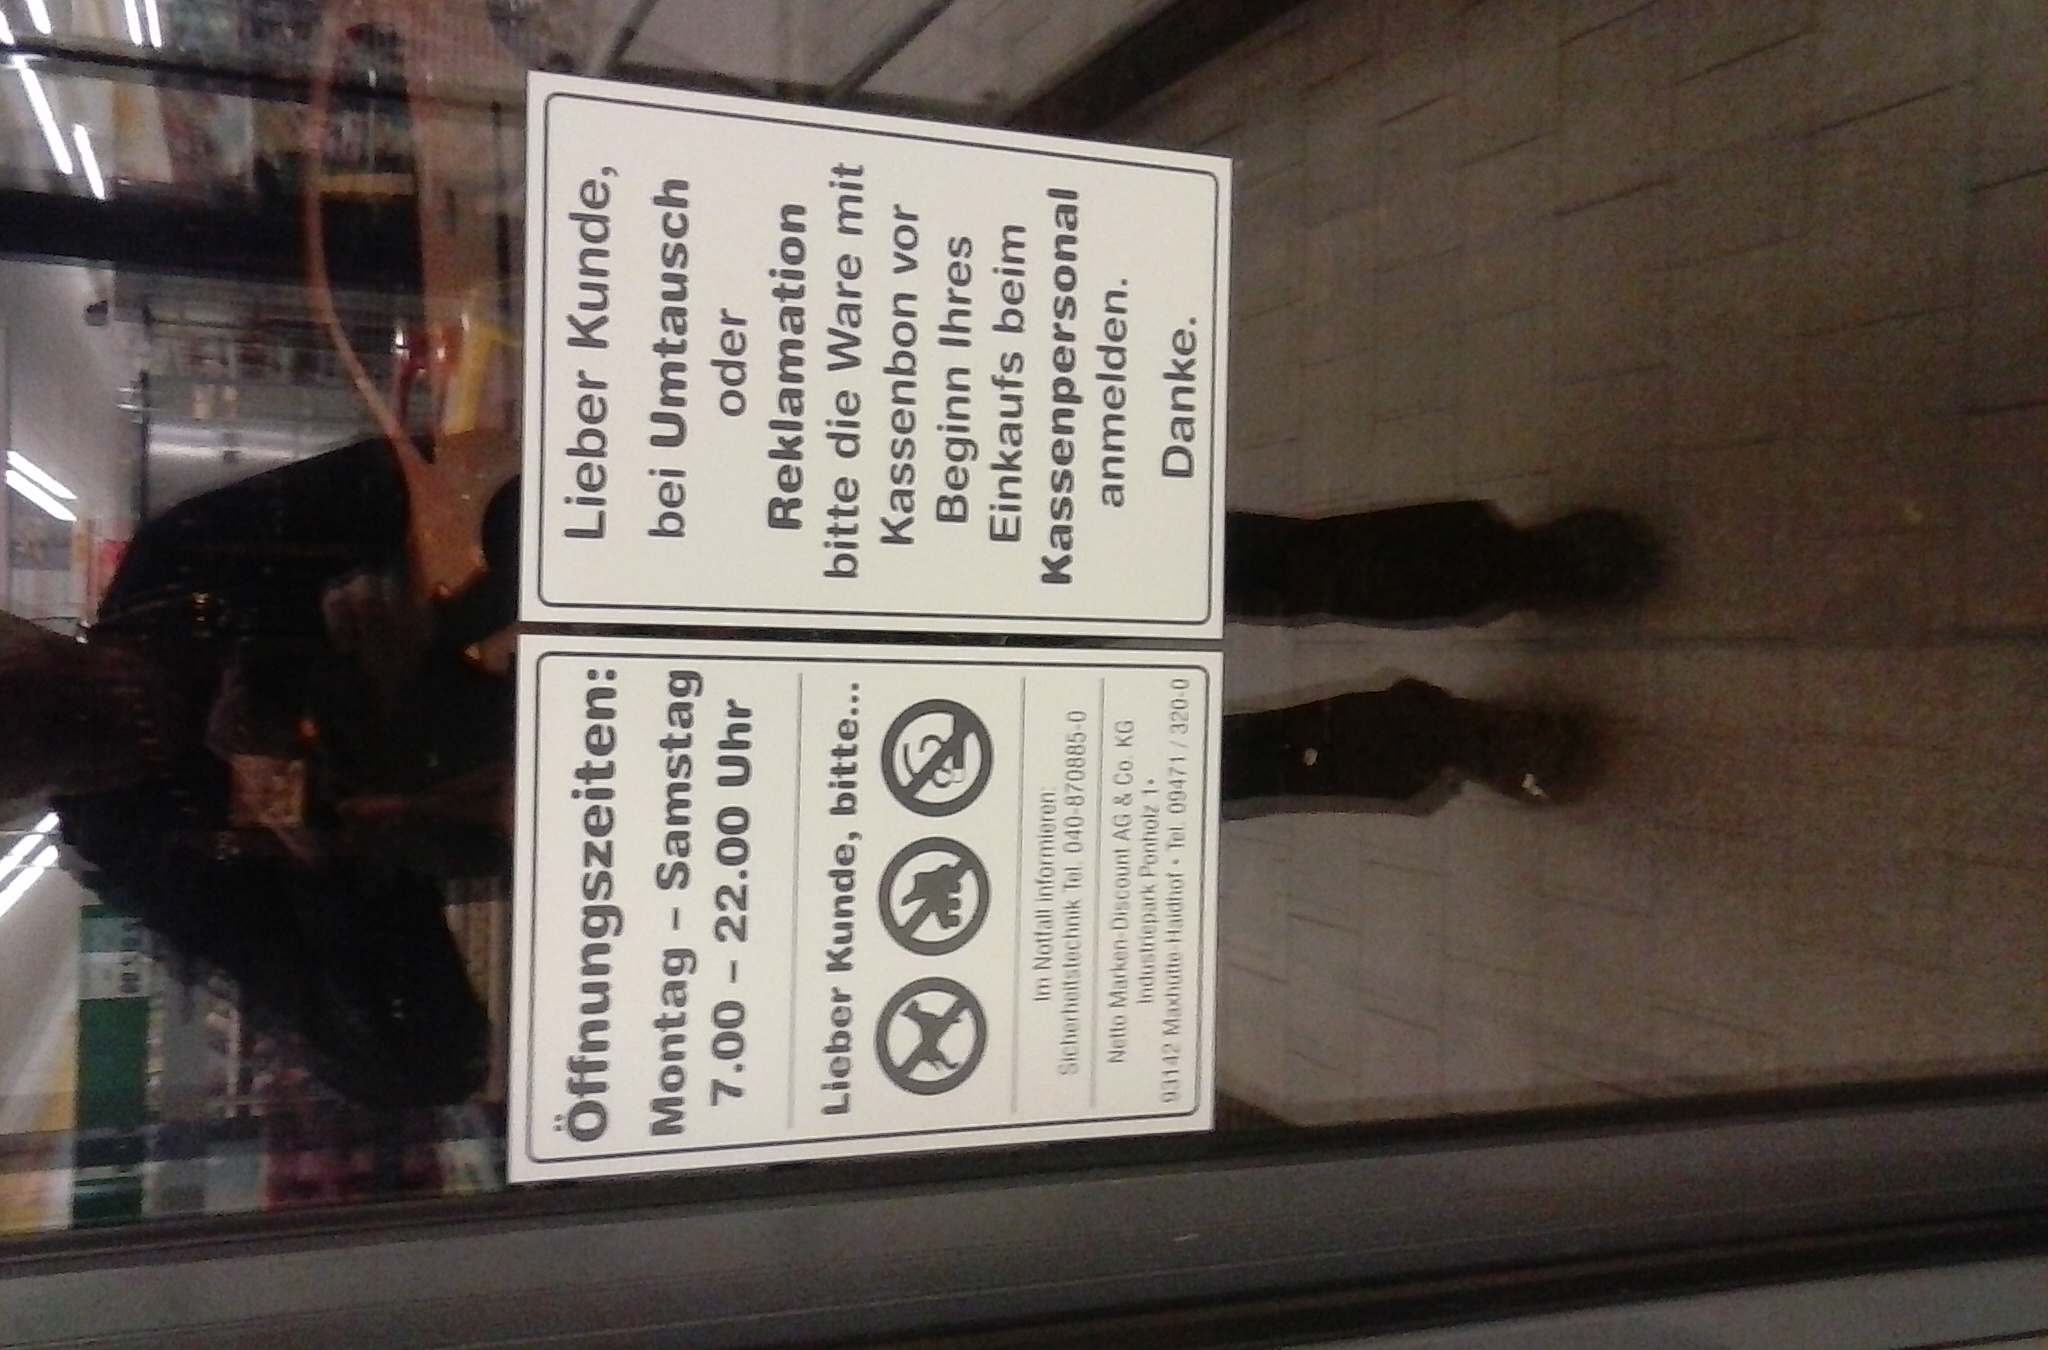 Öffnungszeiten:
Montag – Samstag
7.00 – 22.00 Uhr
Lieber Kunde, bitte...
Im Notfall informieren:
Sicherheitstechnik Tel. 040-870885-0
Netto Marken-Discount AG & Co. KG
Industriepark Ponholz 1•
93142 Maxhütte-Haidhof • Tel. 09471 / 320-0
Lieber Kunde,
bei Umtausch
oder
Reklamation
bitte die Ware mit
Kassenbon vor
Beginn Ihres
Einkaufs beim
Kassenpersonal
anmelden.
Danke.